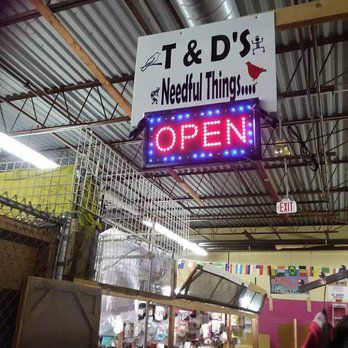 T & D'S
Needful Things....
OPEN
EXIT